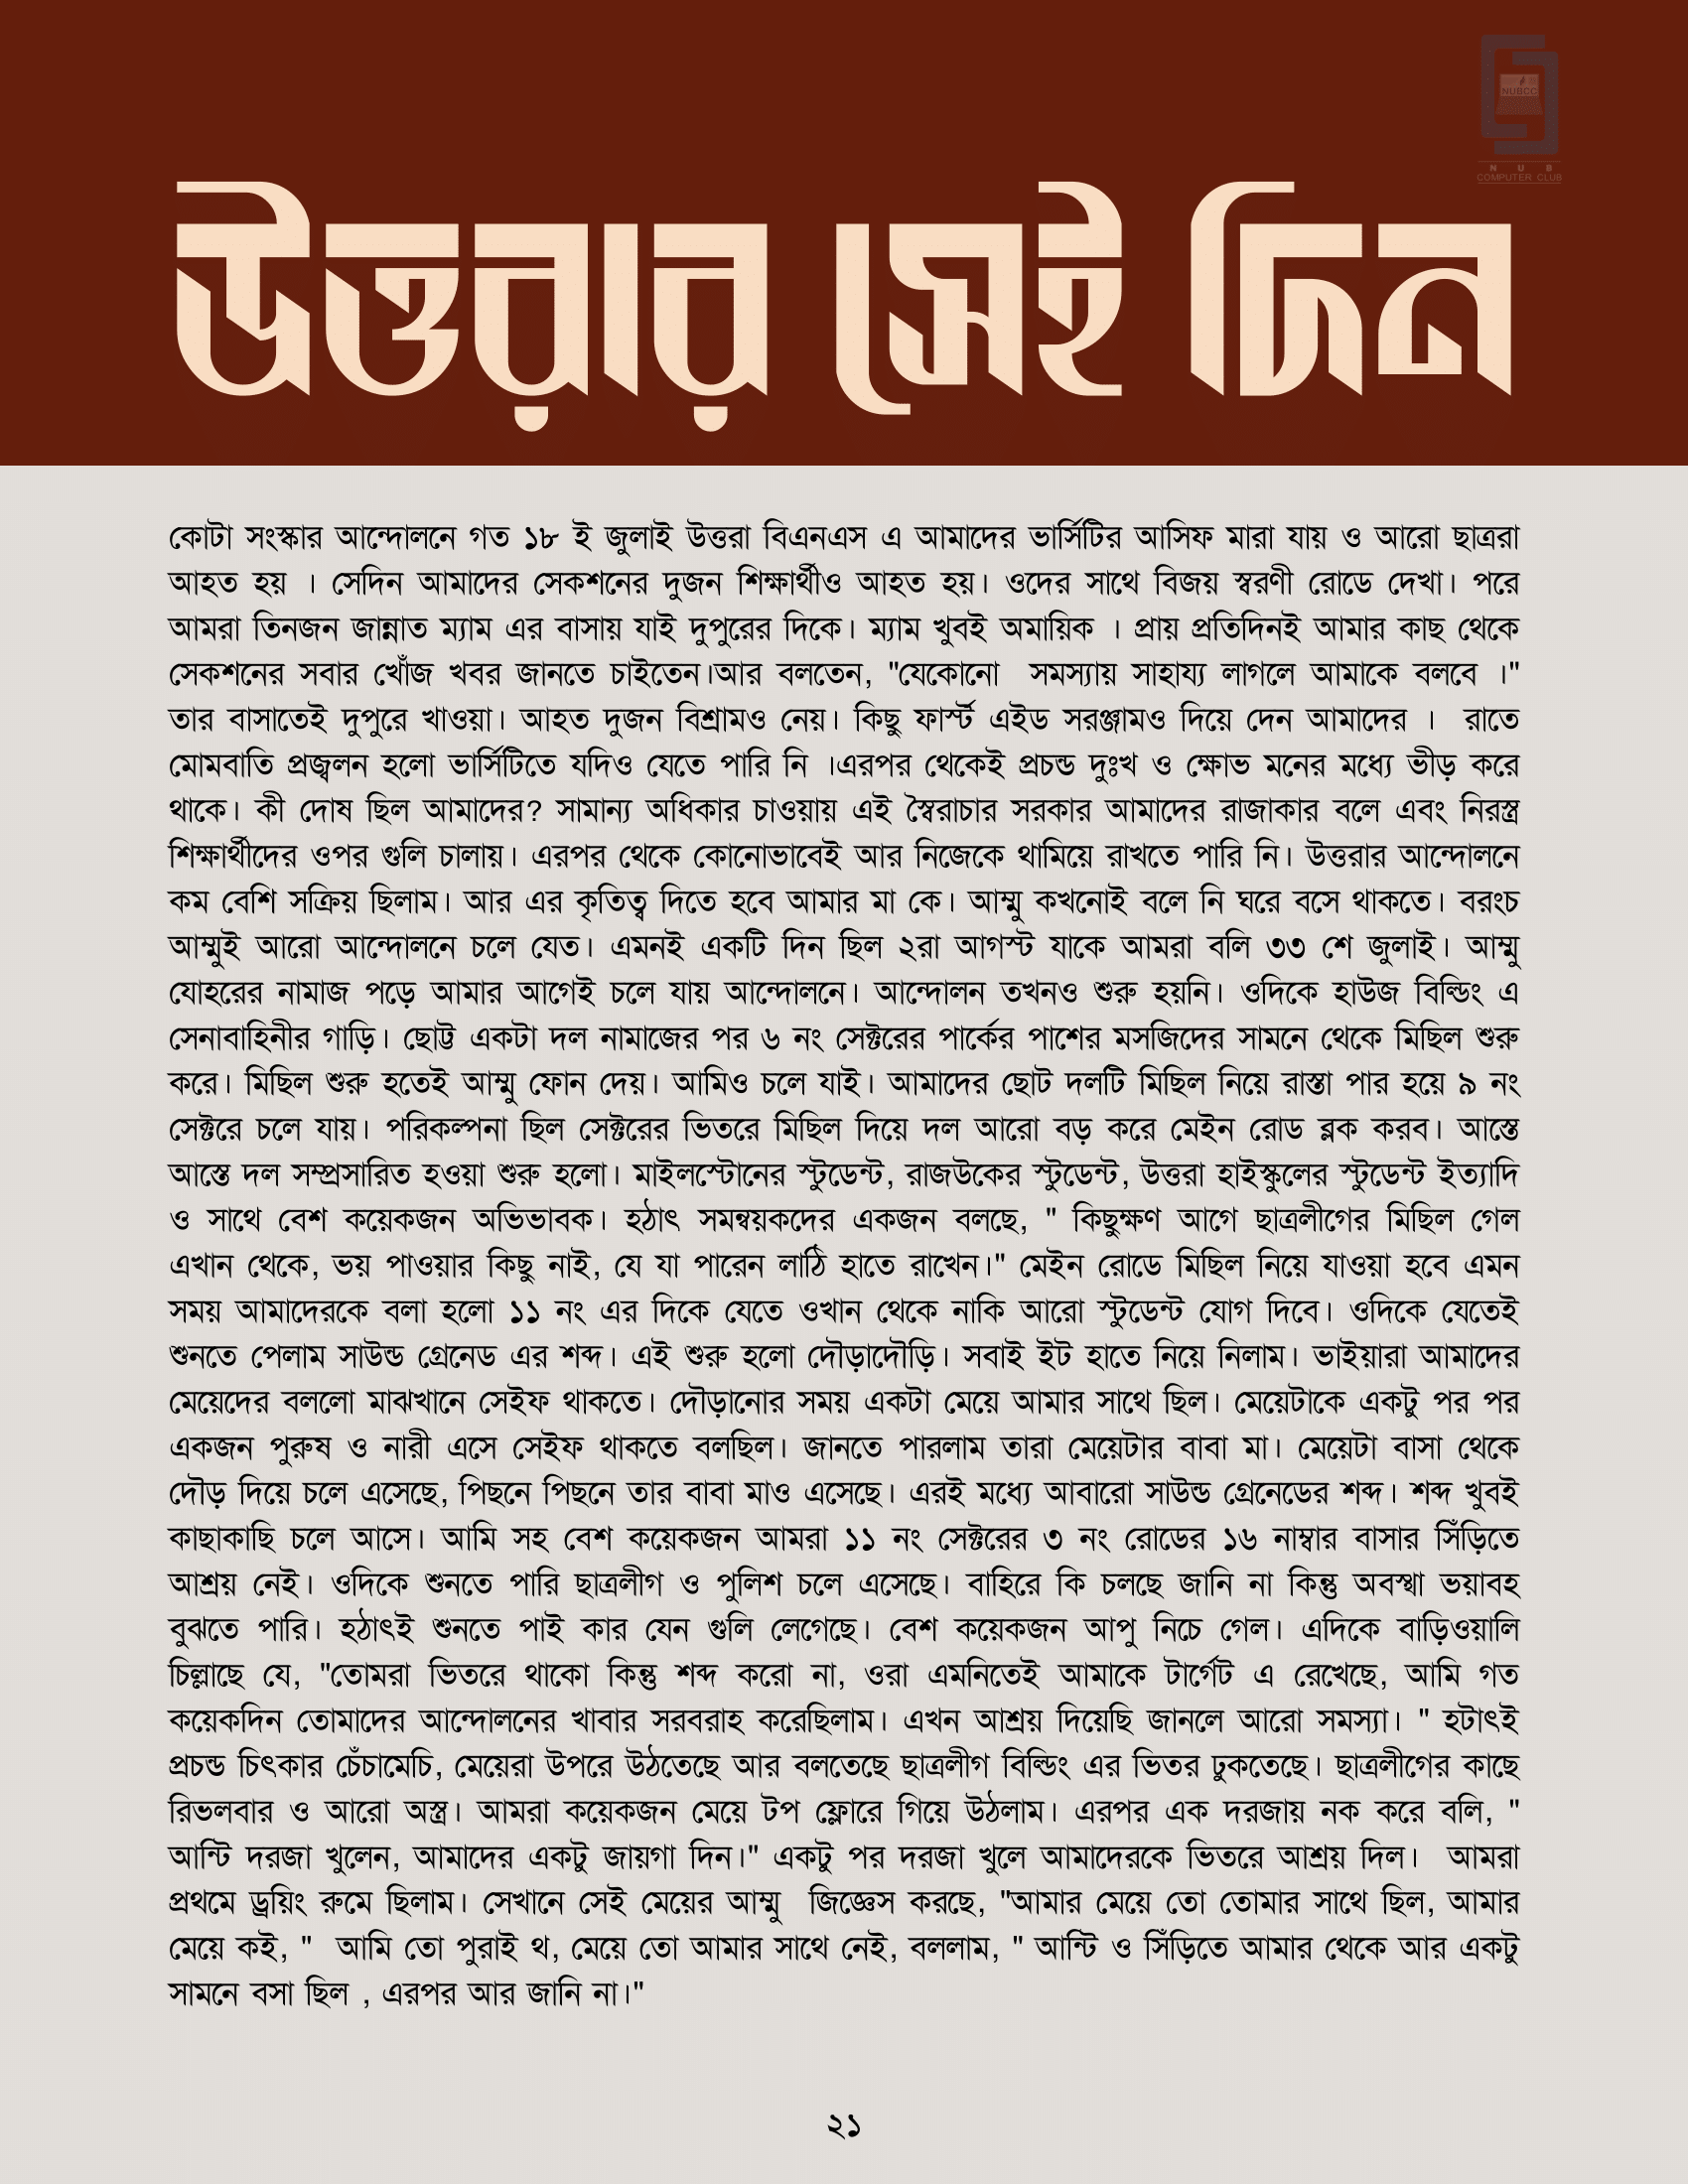 NUBCC
N U B
COMPUTER CLUB
উত্তরার সেই দিন
কোটা সংস্কার আন্দোলনে গত ১৮ ই জুলাই উত্তরা বিএনএস এ আমাদের ভার্সিটির আসিফ মারা যায় ও আরো ছাত্ররা
আহত হয় । সেদিন আমাদের সেকশনের দুজন শিক্ষার্থীও আহত হয়। ওদের সাথে বিজয় স্বরণী রোডে দেখা। পরে
আমরা তিনজন জান্নাত ম্যাম এর বাসায় যাই দুপুরের দিকে। ম্যাম খুবই অমায়িক । প্রায় প্রতিদিনই আমার কাছ থেকে
সেকশনের সবার খোঁজ খবর জানতে চাইতেন।আর বলতেন, "যেকোনো সমস্যায় সাহায্য লাগলে আমাকে বলবে ।"
তার বাসাতেই দুপুরে খাওয়া। আহত দুজন বিশ্রামও নেয়। কিছু ফার্স্ট এইড সরঞ্জামও দিয়ে দেন আমাদের । রাতে
মোমবাতি প্রজ্বলন হলো ভার্সিটিতে যদিও যেতে পারি নি ।এরপর থেকেই প্রচন্ড দুঃখ ও ক্ষোভ মনের মধ্যে ভীড় করে
থাকে। কী দোষ ছিল আমাদের? সামান্য অধিকার চাওয়ায় এই স্বৈরাচার সরকার আমাদের রাজাকার বলে এবং নিরস্ত্র
শিক্ষার্থীদের ওপর গুলি চালায়। এরপর থেকে কোনোভাবেই আর নিজেকে থামিয়ে রাখতে পারি নি। উত্তরার আন্দোলনে
কম বেশি সক্রিয় ছিলাম। আর এর কৃতিত্ব দিতে হবে আমার মা কে। আম্মু কখনোই বলে নি ঘরে বসে থাকতে। বরংচ
আম্মুই আরো আন্দোলনে চলে যেত। এমনই একটি দিন ছিল ২রা আগস্ট যাকে আমরা বলি ৩৩ শে জুলাই। আম্মু
যোহরের নামাজ পড়ে আমার আগেই চলে যায় আন্দোলনে। আন্দোলন তখনও শুরু হয়নি। ওদিকে হাউজ বিল্ডিং এ
সেনাবাহিনীর গাড়ি। ছোট্ট একটা দল নামাজের পর ৬ নং সেক্টরের পার্কের পাশের মসজিদের সামনে থেকে মিছিল শুরু
করে। মিছিল শুরু হতেই আম্মু ফোন দেয়। আমিও চলে যাই। আমাদের ছোট দলটি মিছিল নিয়ে রাস্তা পার হয়ে ৯ নং
সেক্টরে চলে যায়। পরিকল্পনা ছিল সেক্টরের ভিতরে মিছিল দিয়ে দল আরো বড় করে মেইন রোড ব্লক করব। আস্তে
আস্তে দল সম্প্রসারিত হওয়া শুরু হলো। মাইলস্টোনের স্টুডেন্ট, রাজউকের স্টুডেন্ট, উত্তরা হাইস্কুলের স্টুডেন্ট ইত্যাদি
ও সাথে বেশ কয়েকজন অভিভাবক। হঠাৎ সমন্বয়কদের একজন বলছে, " কিছুক্ষণ আগে ছাত্রলীগের মিছিল গেল
এখান থেকে, ভয় পাওয়ার কিছু নাই, যে যা পারেন লাঠি হাতে রাখেন।" মেইন রোডে মিছিল নিয়ে যাওয়া হবে এমন
সময় আমাদেরকে বলা হলো ১১ নং এর দিকে যেতে ওখান থেকে নাকি আরো স্টুডেন্ট যোগ দিবে। ওদিকে যেতেই
শুনতে পেলাম সাউন্ড গ্রেনেড এর শব্দ। এই শুরু হলো দৌড়াদৌড়ি। সবাই ইট হাতে নিয়ে নিলাম। ভাইয়ারা আমাদের
মেয়েদের বললো মাঝখানে সেইফ থাকতে। দৌড়ানোর সময় একটা মেয়ে আমার সাথে ছিল। মেয়েটাকে একটু পর পর
একজন পুরুষ ও নারী এসে সেইফ থাকতে বলছিল। জানতে পারলাম তারা মেয়েটার বাবা মা। মেয়েটা বাসা থেকে
দৌড় দিয়ে চলে এসেছে, পিছনে পিছনে তার বাবা মাও এসেছে। এরই মধ্যে আবারো সাউন্ড গ্রেনেডের শব্দ। শব্দ খুবই
কাছাকাছি চলে আসে। আমি সহ বেশ কয়েকজন আমরা ১১ নং সেক্টরের ৩ নং রোডের ১৬ নাম্বার বাসার সিঁড়িতে
আশ্রয় নেই। ওদিকে শুনতে পারি ছাত্রলীগ ও পুলিশ চলে এসেছে। বাহিরে কি চলছে জানি না কিন্তু অবস্থা ভয়াবহ
বুঝতে পারি। হঠাৎই শুনতে পাই কার যেন গুলি লেগেছে। বেশ কয়েকজন আপু নিচে গেল। এদিকে বাড়িওয়ালি
চিল্লাছে যে, "তোমরা ভিতরে থাকো কিন্তু শব্দ করো না, ওরা এমনিতেই আমাকে টার্গেট এ রেখেছে, আমি গত
কয়েকদিন তোমাদের আন্দোলনের খাবার সরবরাহ করেছিলাম। এখন আশ্রয় দিয়েছি জানলে আরো সমস্যা। " হটাৎই
প্রচন্ড চিৎকার চেঁচামেচি, মেয়েরা উপরে উঠতেছে আর বলতেছে ছাত্রলীগ বিল্ডিং এর ভিতর ঢুকতেছে। ছাত্রলীগের কাছে
রিভলবার ও আরো অস্ত্র। আমরা কয়েকজন মেয়ে টপ ফ্লোরে গিয়ে উঠলাম। এরপর এক দরজায় নক করে বলি, "
আন্টি দরজা খুলেন, আমাদের একটু জায়গা দিন।" একটু পর দরজা খুলে আমাদেরকে ভিতরে আশ্রয় দিল। আমরা
প্রথমে ড্রয়িং রুমে ছিলাম। সেখানে সেই মেয়ের আম্মু জিজ্ঞেস করছে, "আমার মেয়ে তো তোমার সাথে ছিল, আমার
মেয়ে কই, " আমি তো পুরাই থ, মেয়ে তো আমার সাথে নেই, বললাম, " আন্টি ও সিঁড়িতে আমার থেকে আর একটু
সামনে বসা ছিল , এরপর আর জানি না।"
২১